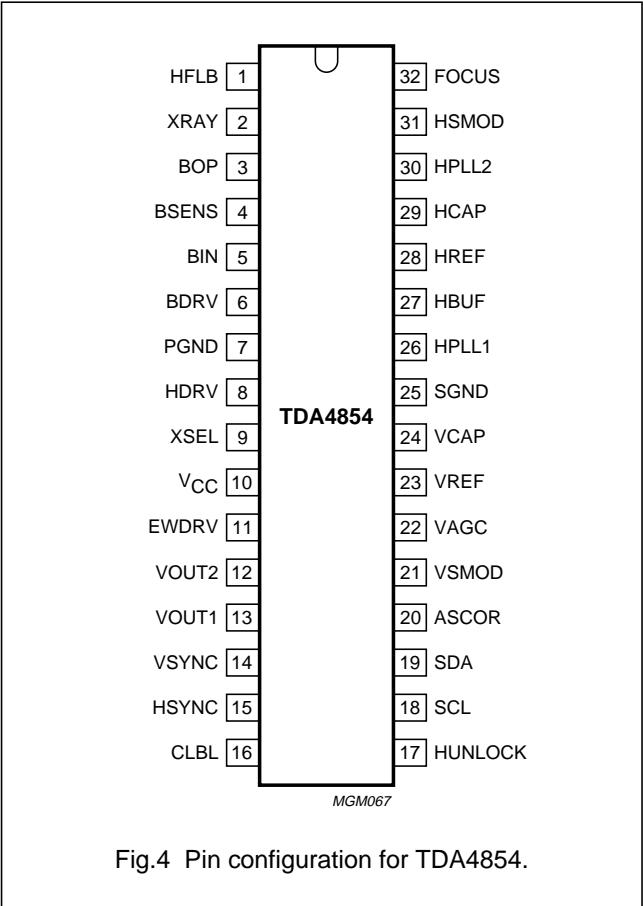 HFLB 1 32 FOCUS
XRAY 2 31 HSMOD
BOP 3 30 HPLL2
BSENS 4 29 HCAP
BIN 5 28 HREF
BDRV 6 27 HBUF
PGND 7 26 HPLL1
HDRV 8 25 SGND
TDA4854
XSEL 9 24 VCAP
VCC 10 23 VREF
EWDRV 11 22 VAGC
VOUT2 12 21 VSMOD
VOUT1 13 20 ASCOR
VSYNC 14 19 SDA
HSYNC 15 18 SCL
CLBL 16 17 HUNLOCK
MGM067
Fig.4 Pin configuration for TDA4854.